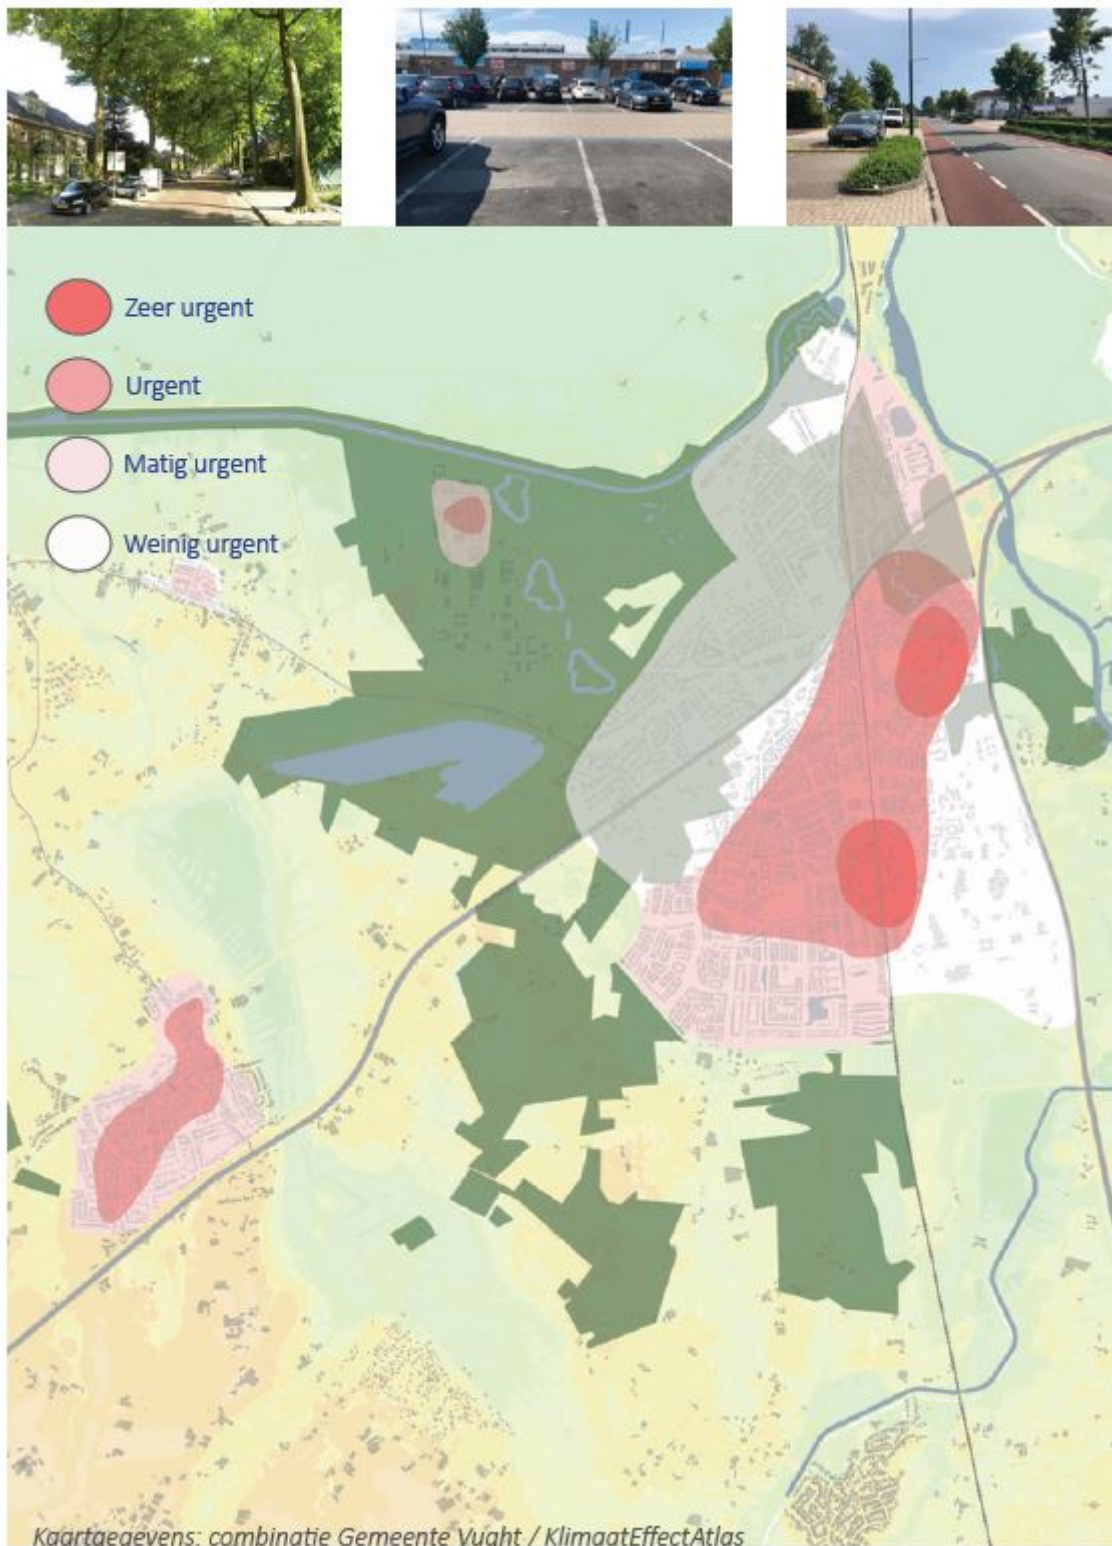 Zeer urgent
Urgent
Matig urgent
Weinig urgent
Kaartgegevens: combinatie Gemeente Vught / KlimaatEffectAtlas